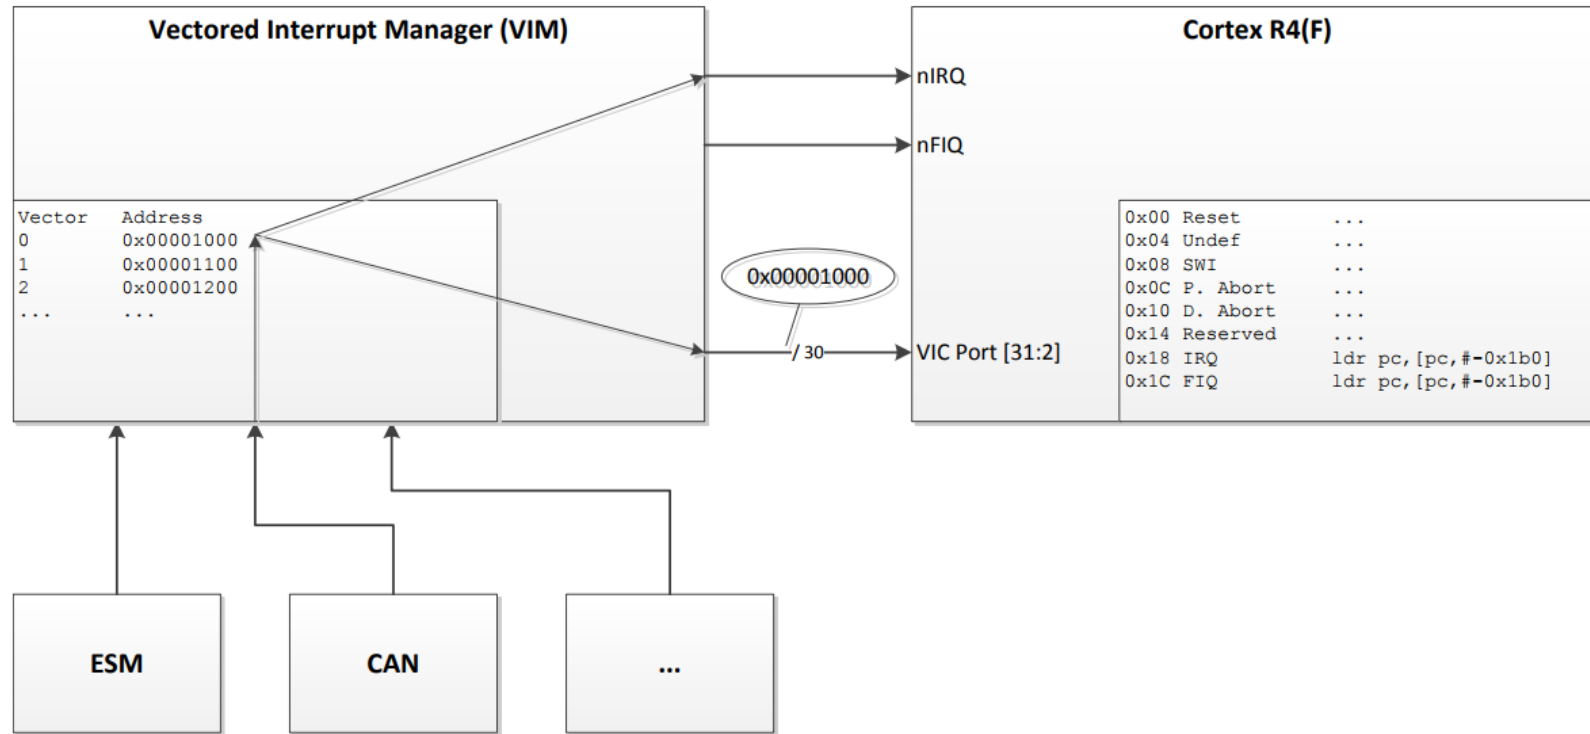 Vectored Interrupt Manager (VIM)
Cortex R4(F)
nIRQ
nFIQ
Vector Address
0 0x00001000
1 0x00001100
2 0x00001200
... ...
0x00001000
/ 30
VIC Port [31:2]
0x00 Reset ...
0x04 Undef ...
0x08 SWI ...
0x0C P. Abort ...
0x10 D. Abort ...
0x14 Reserved ...
0x18 IRQ ldr pc,[pc,#-0x1b0]
0x1C FIQ ldr pc,[pc,#-0x1b0]
ESM
CAN
...